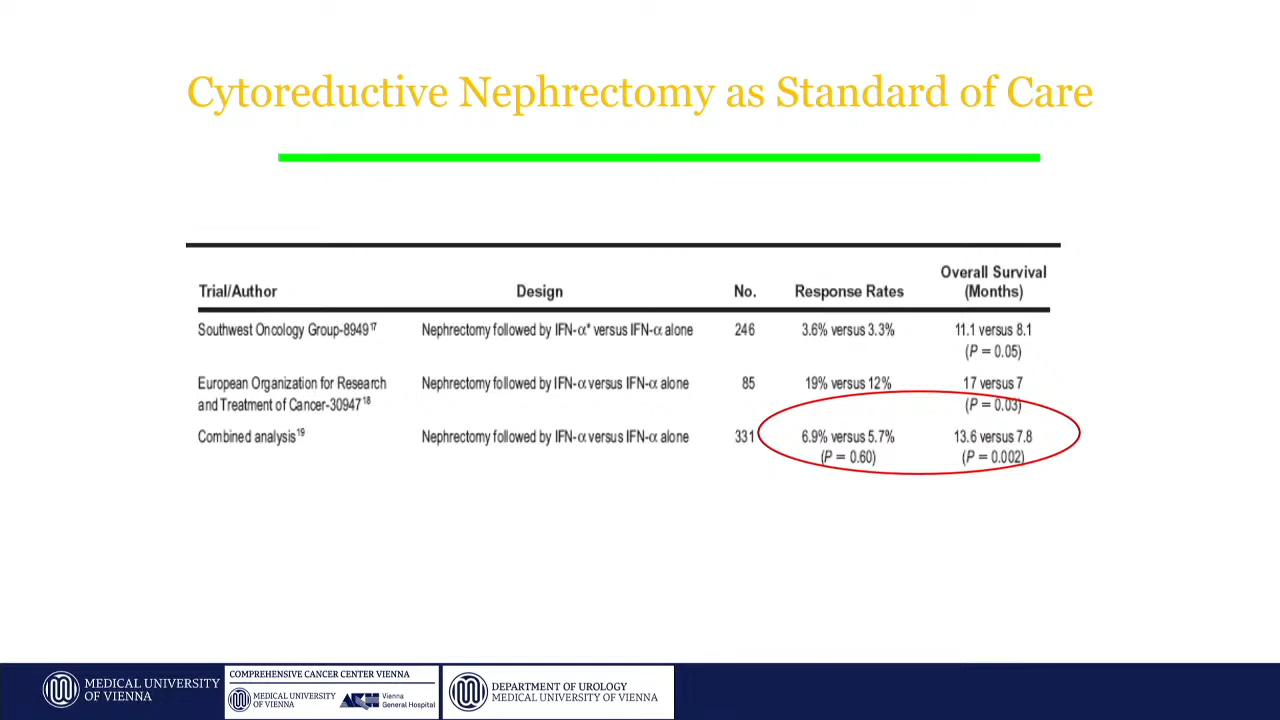 Cytoreductive Nephrectomy as Standard of Care
Overall Survival
Trial/Author Design No. Response Rates (Months)
Southwest Oncology Group-8949¹⁷ Nephrectomy followed by IFN-α* versus IFN-α alone 246 3.6% versus 3.3% 11.1 versus 8.1
(P = 0.05)
European Organization for Research Nephrectomy followed by IFN-α versus IFN-α alone 85 19% versus 12% 17 versus 7
and Treatment of Cancer-30947¹⁸ (P = 0.03)
Combined analysis¹⁹ Nephrectomy followed by IFN-α versus IFN-α alone 331 6.9% versus 5.7% 13.6 versus 7.8
(P = 0.60) (P = 0.002)
MEDICAL UNIVERSITY
OF VIENNA
COMPREHENSIVE CANCER CENTER VIENNA
MEDICAL UNIVERSITY
OF VIENNA
AKH Vienna
General Hospital
DEPARTMENT OF UROLOGY
MEDICAL UNIVERSITY OF VIENNA